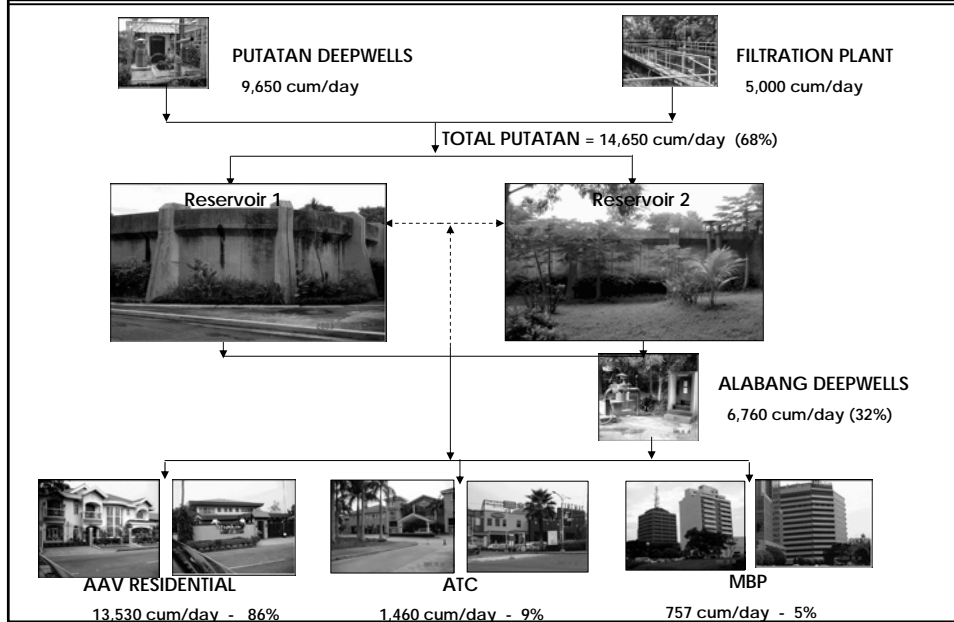 PUTATAN DEEPWELLS
9,650 cum/day
FILTRATION PLANT
5,000 cum/day
TOTAL PUTATAN = 14,650 cum/day (68%)
Reservoir 1
Reservoir 2
ALABANG DEEPWELLS
6,760 cum/day (32%)
AAV RESIDENTIAL
13,530 cum/day - 86%
ATC
1,460 cum/day - 9%
MBP
757 cum/day - 5%